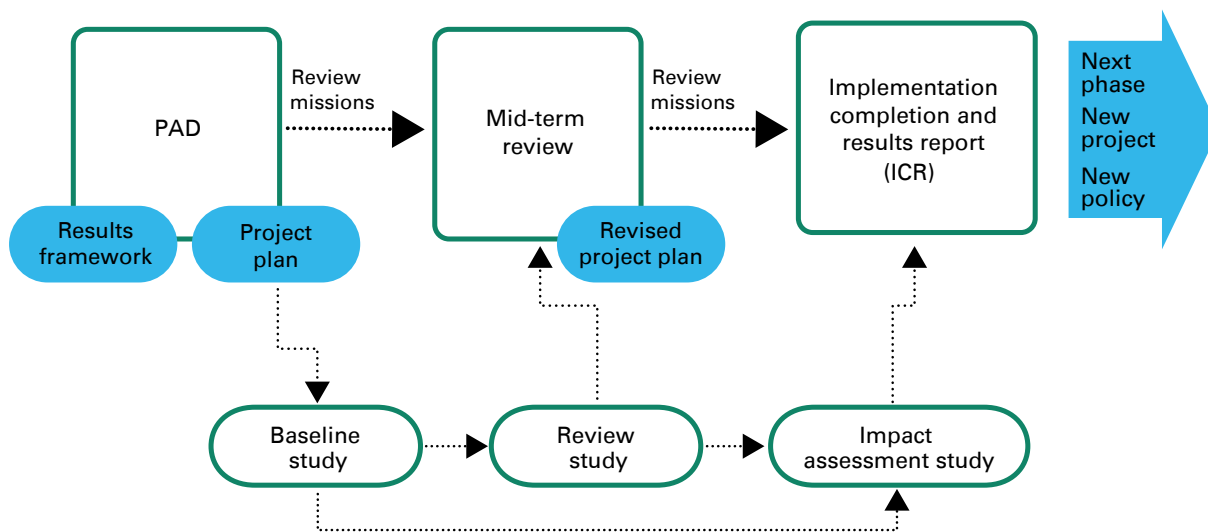 PAD
Results
framework
Project
plan
Review
missions
Mid-term
review
Revised
project plan
Review
missions
Implementation
completion and
results report
(ICR)
Next
phase
New
project
New
policy
Baseline
study
Review
study
Impact
assessment study